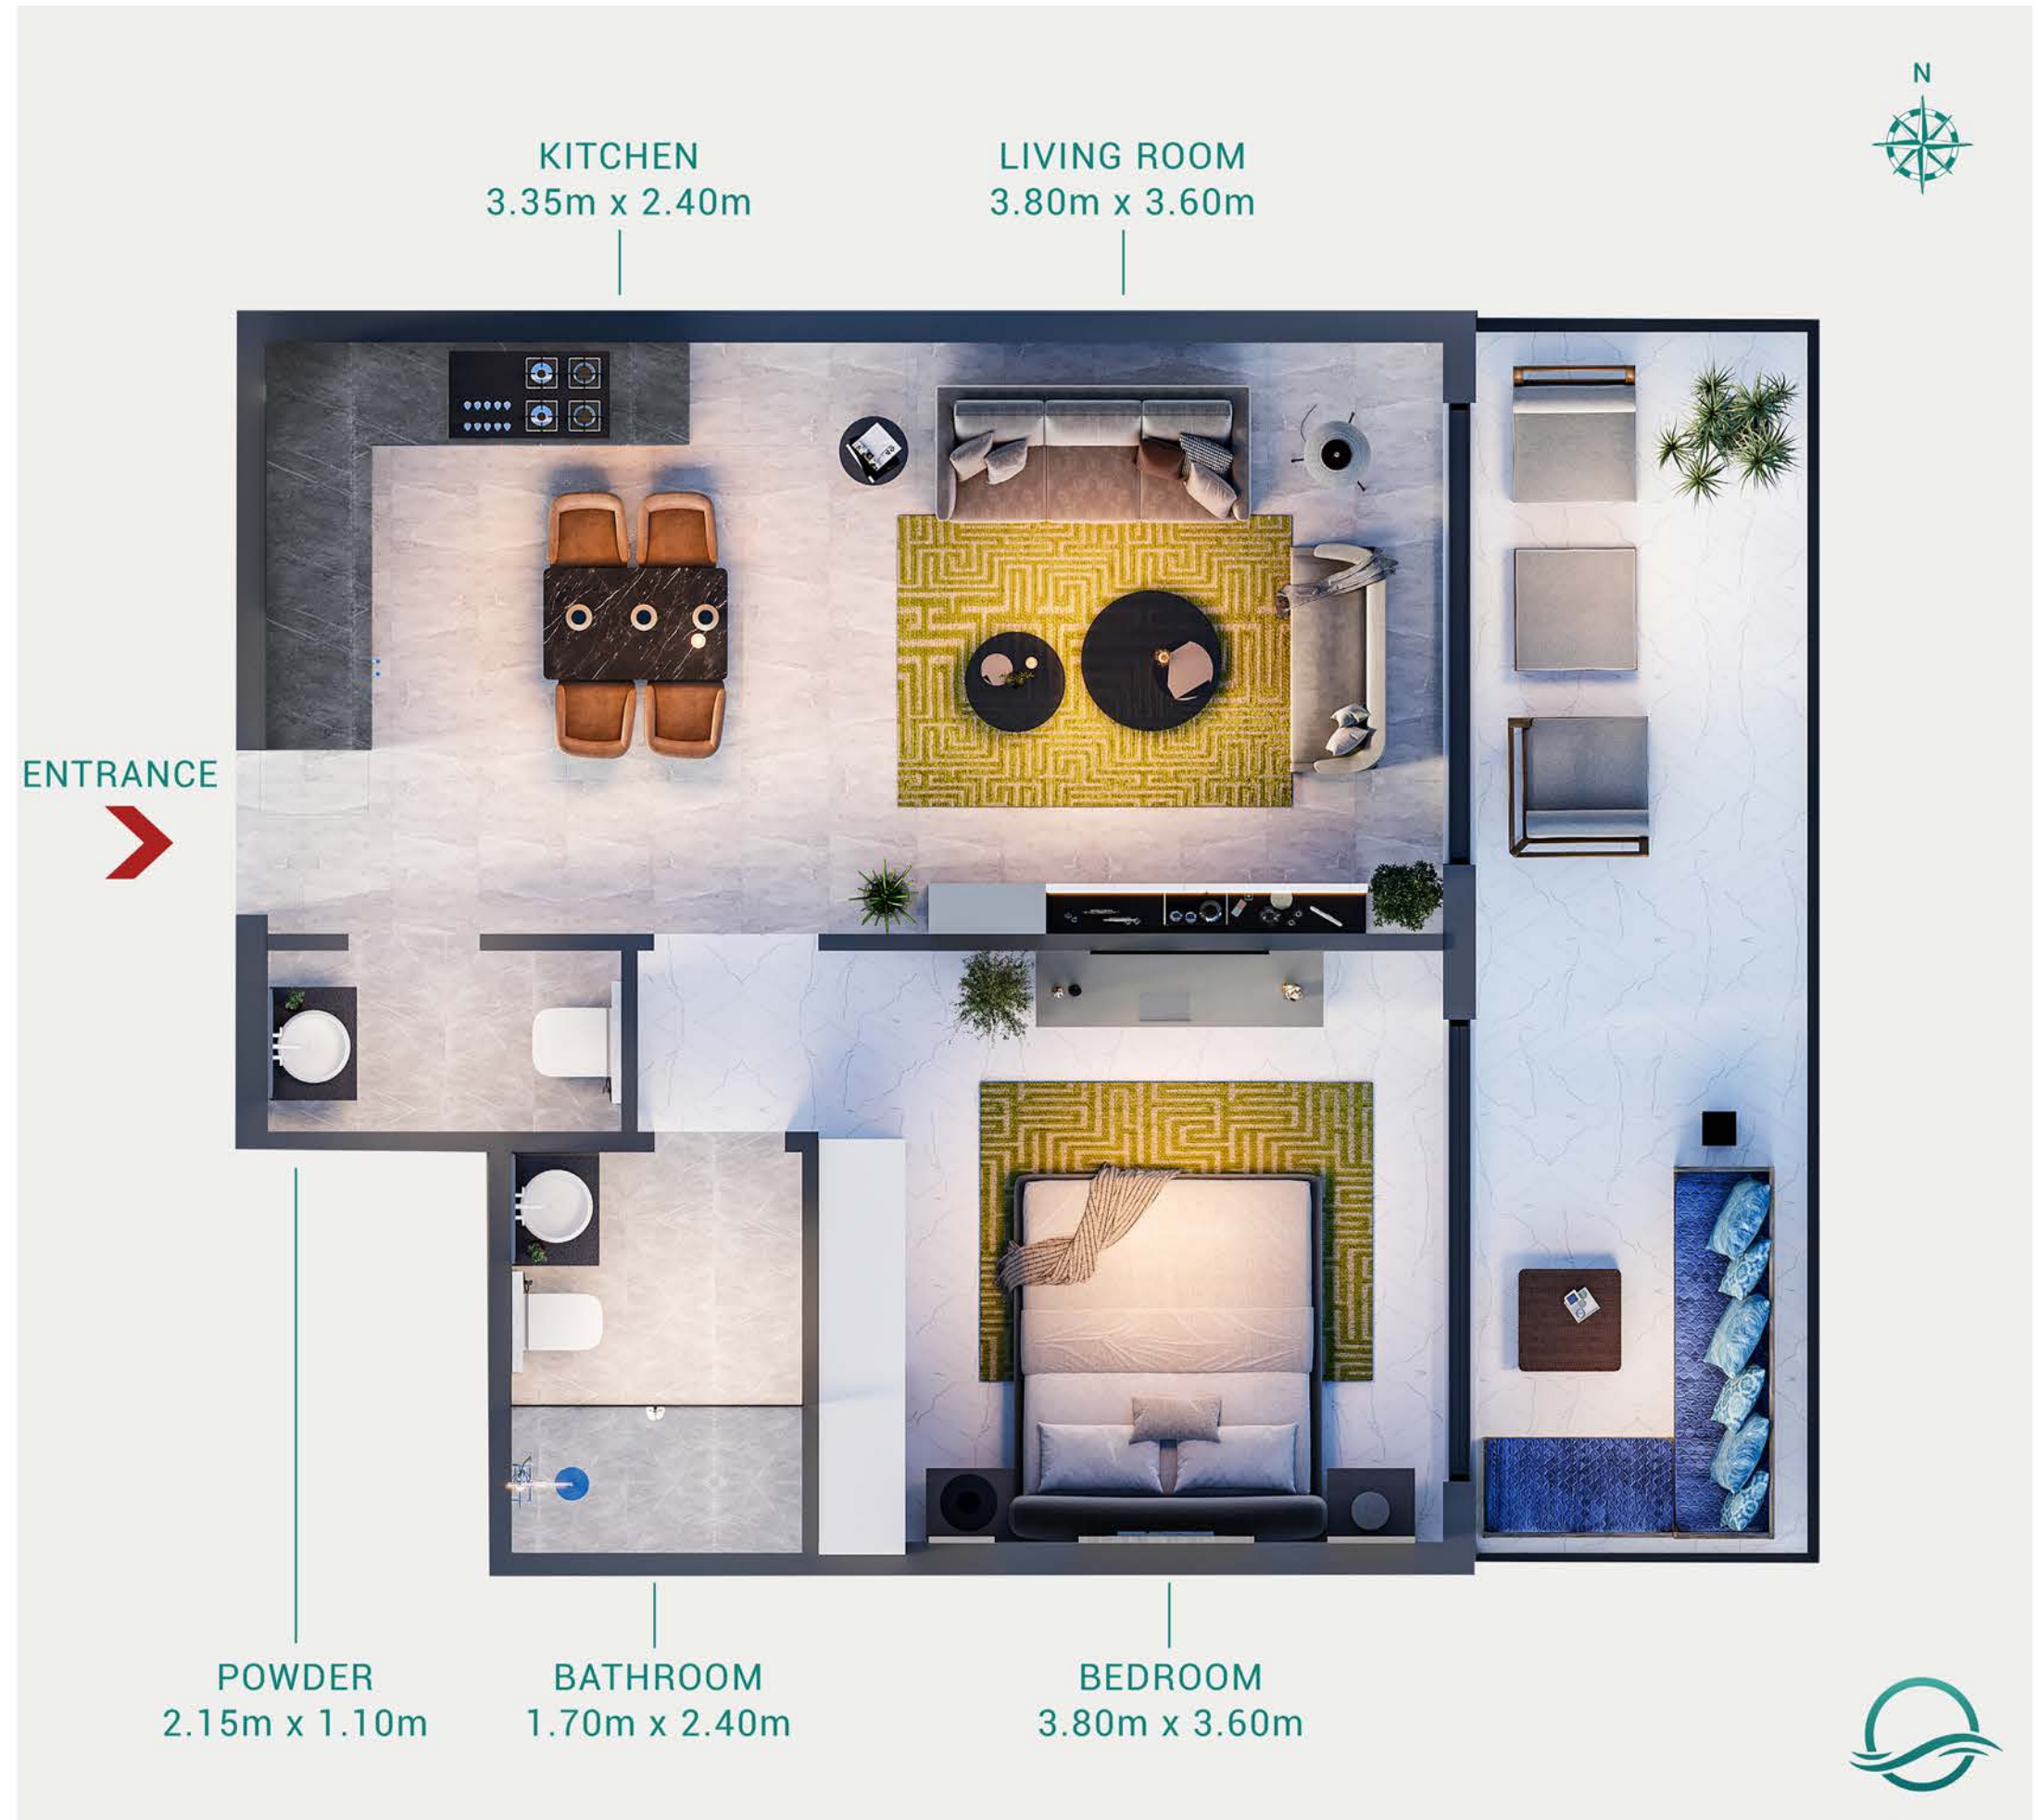 N
KITCHEN
3.35m x 2.40m
LIVING ROOM
3.80m x 3.60m
ENTRANCE
POWDER
2.15m x 1.10m
BATHROOM
1.70m x 2.40m
BEDROOM
3.80m x 3.60m